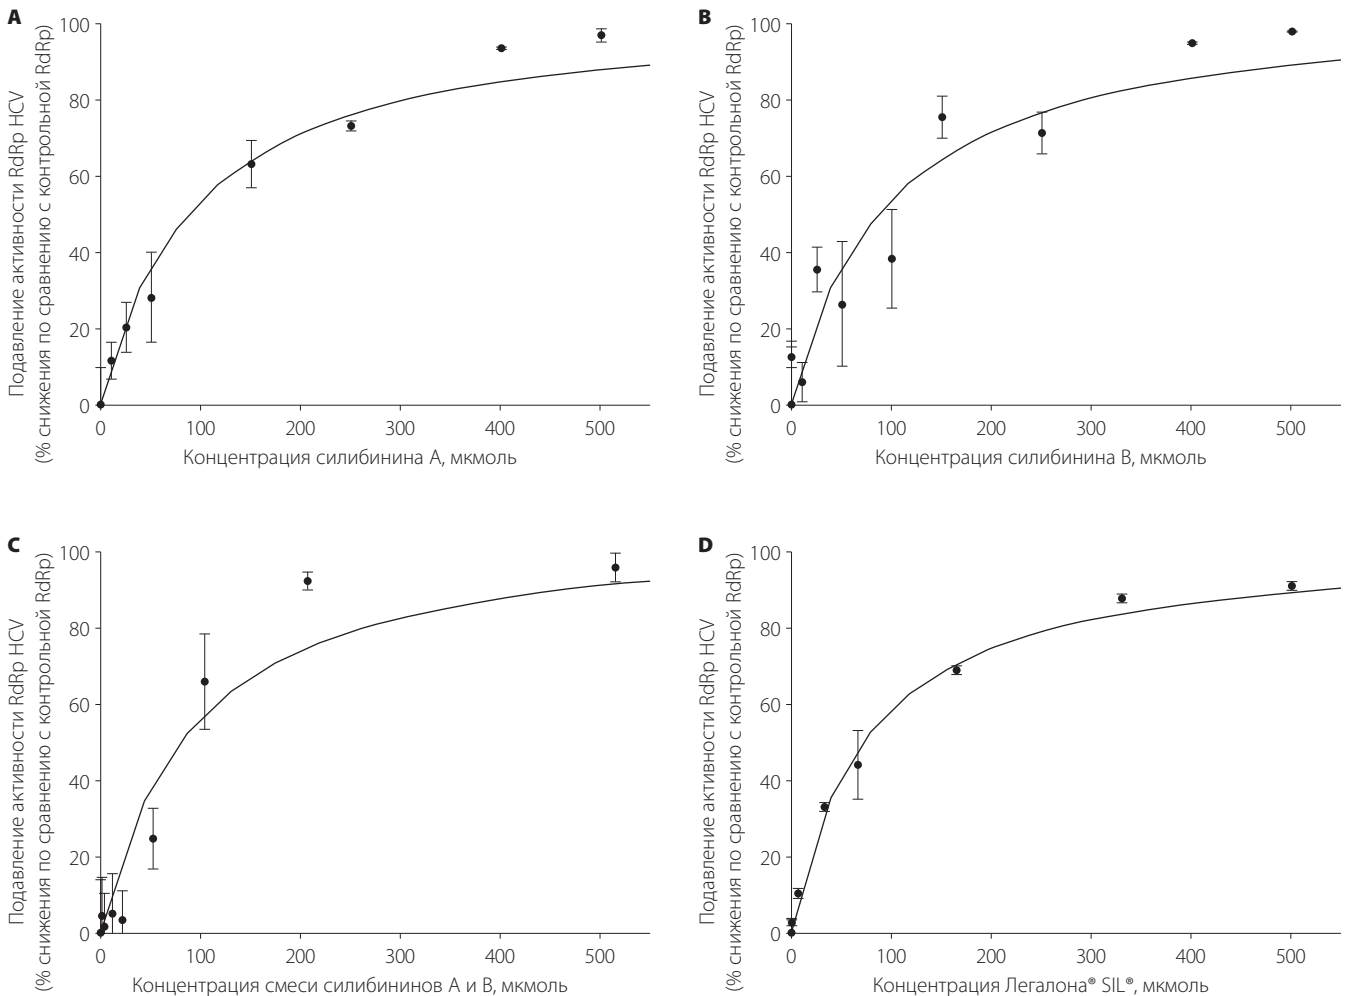 A
Подавление активности RdRp HCV
(% снижения по сравнению с контрольной RdRp)
100
80
60
40
20
0
0 100 200 300 400 500
Концентрация силибинина А, мкмоль
B
Подавление активности RdRp HCV
(% снижения по сравнению с контрольной RdRp)
100
80
60
40
20
0
0 100 200 300 400 500
Концентрация силибинина В, мкмоль
C
Подавление активности RdRp HCV
(% снижения по сравнению с контрольной RdRp)
100
80
60
40
20
0
0 100 200 300 400 500
Концентрация смеси силибининов А и В, мкмоль
D
Подавление активности RdRp HCV
(% снижения по сравнению с контрольной RdRp)
100
80
60
40
20
0
0 100 200 300 400 500
Концентрация Легалона® SIL®, мкмоль